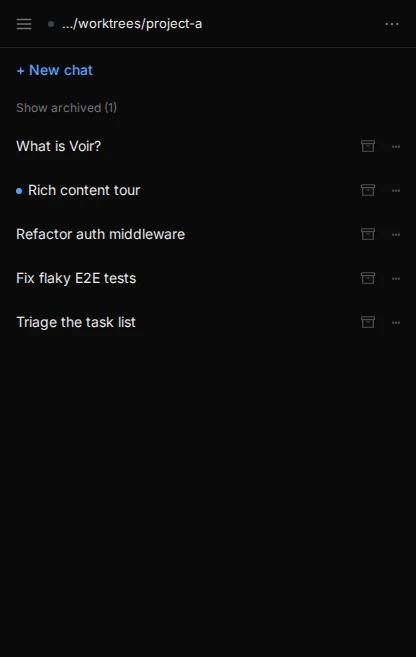 .../worktrees/project-a
+ New chat
Show archived (1)
What is Voir?
Rich content tour
Refactor auth middleware
Fix flaky E2E tests
Triage the task list